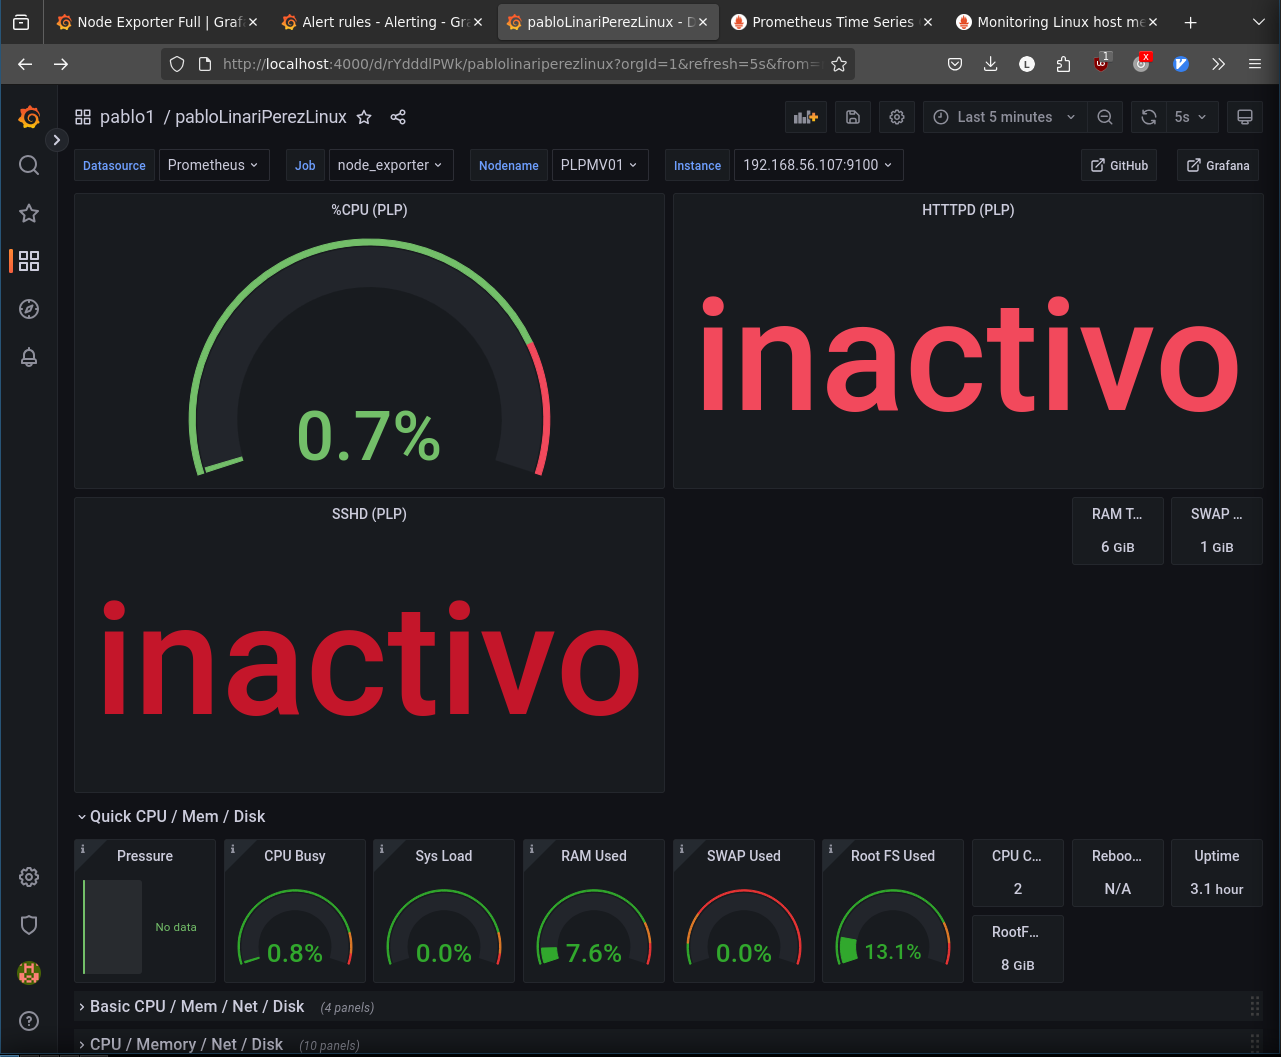 Node Exporter Full | Graf
Alert rules - Alerting - Gra
pabloLinariPerezLinux - D
Prometheus Time Series
Monitoring Linux host me
http://localhost:4000/d/rYdddlPWk/pablolinariperezlinux?orgId=1&refresh=5s&from=
L
1
x
pablo1 / pabloLinariPerezLinux
Last 5 minutes
5s
Datasource Prometheus
Job node_exporter
Nodename PLPMV01
Instance 192.168.56.107:9100
GitHub
Grafana
%CPU (PLP)
0.7%
HTTTPD (PLP)
inactivo
SSHD (PLP)
inactivo
RAM T...
6 GiB
SWAP ...
1 GiB
Quick CPU / Mem / Disk
Pressure
No data
CPU Busy
0.8%
Sys Load
0.0%
RAM Used
7.6%
SWAP Used
0.0%
Root FS Used
13.1%
CPU C...
2
Reboo...
N/A
Uptime
3.1 hour
RootF...
8 GiB
Basic CPU / Mem / Net / Disk (4 panels)
CPU / Memory / Net / Disk (10 panels)